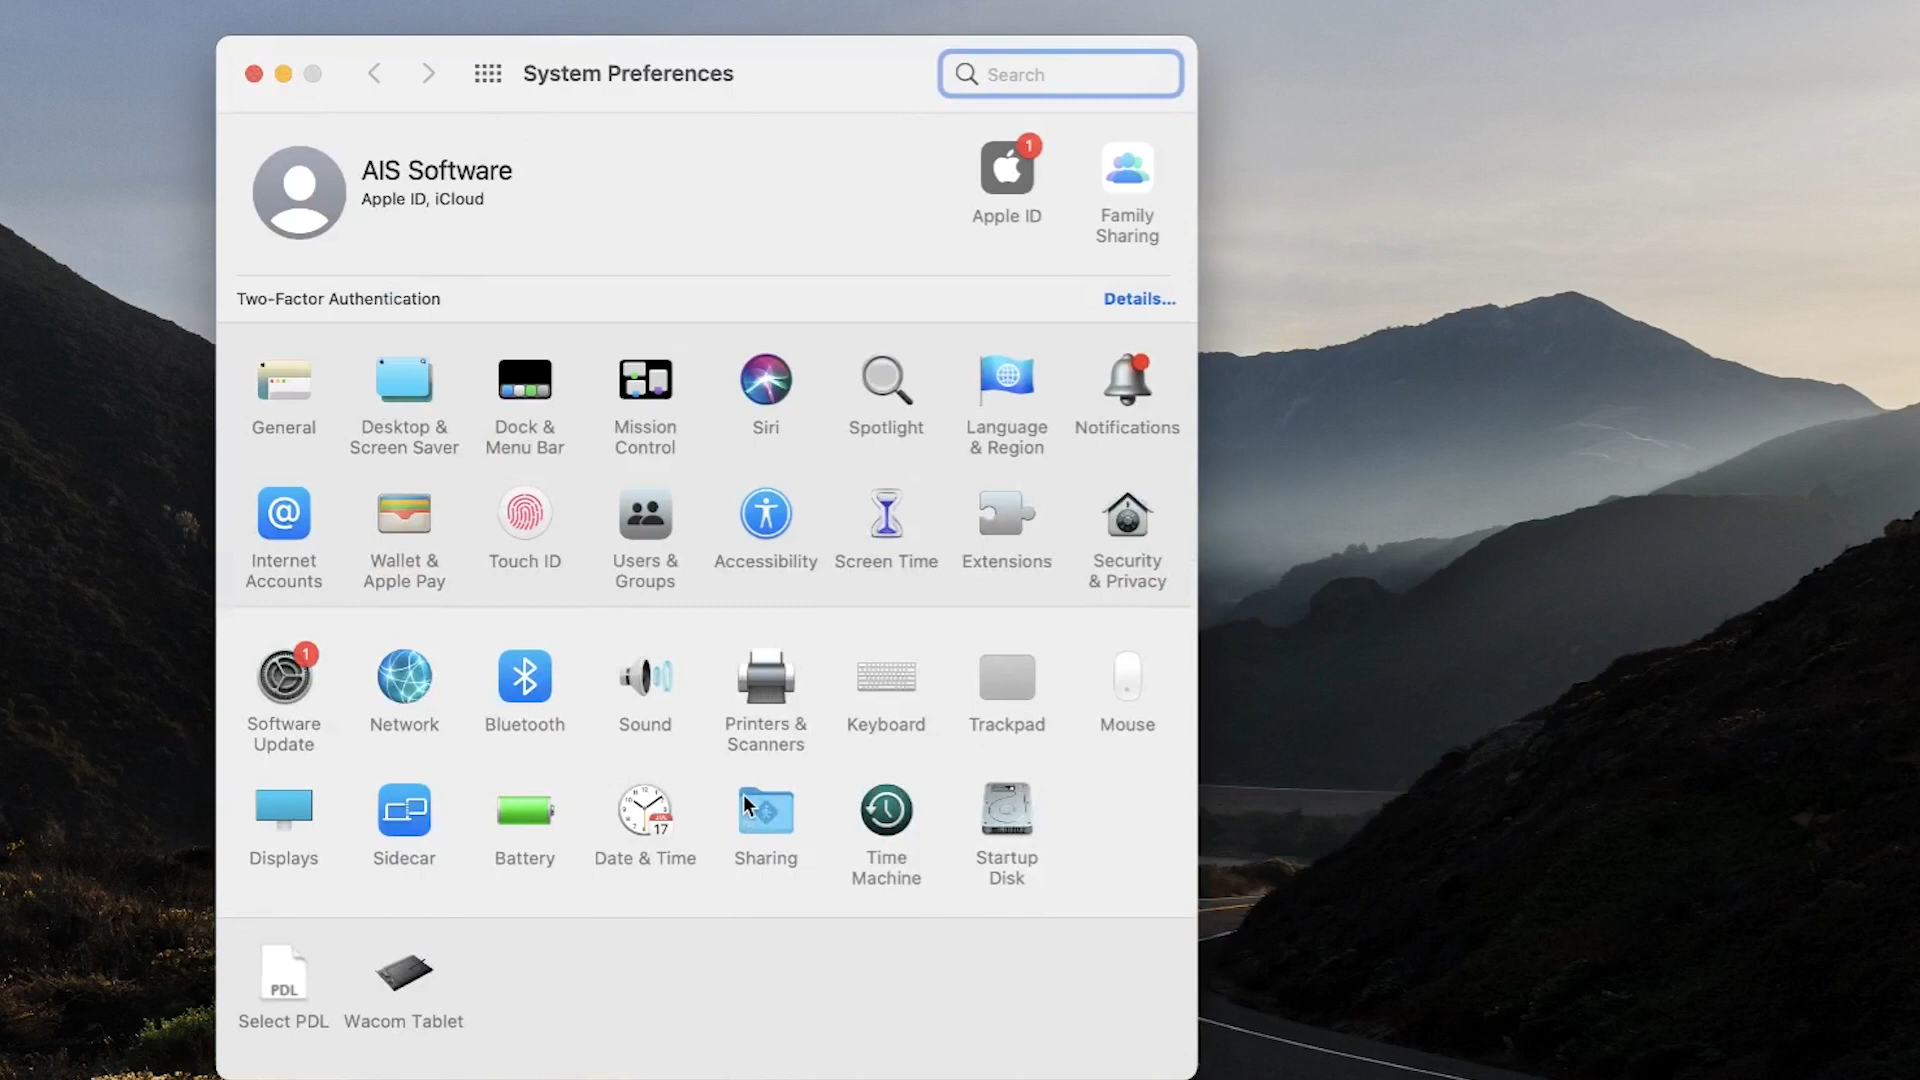 System Preferences
Search
AIS Software
Apple ID, iCloud
1
Apple ID
Family
Sharing
Two-Factor Authentication
Details...
General
Desktop &
Screen Saver
Dock &
Menu Bar
Mission
Control
Siri
Spotlight
Language
& Region
Notifications
@
Internet
Accounts
Wallet &
Apple Pay
Touch ID
Users &
Groups
Accessibility
Screen Time
Extensions
Security
& Privacy
1
Software
Update
Network
Bluetooth
Sound
Printers &
Scanners
Keyboard
Trackpad
Mouse
Displays
Sidecar
Battery
JUL
17
Date & Time
Sharing
Time
Machine
Startup
Disk
PDL
Select PDL
Wacom Tablet